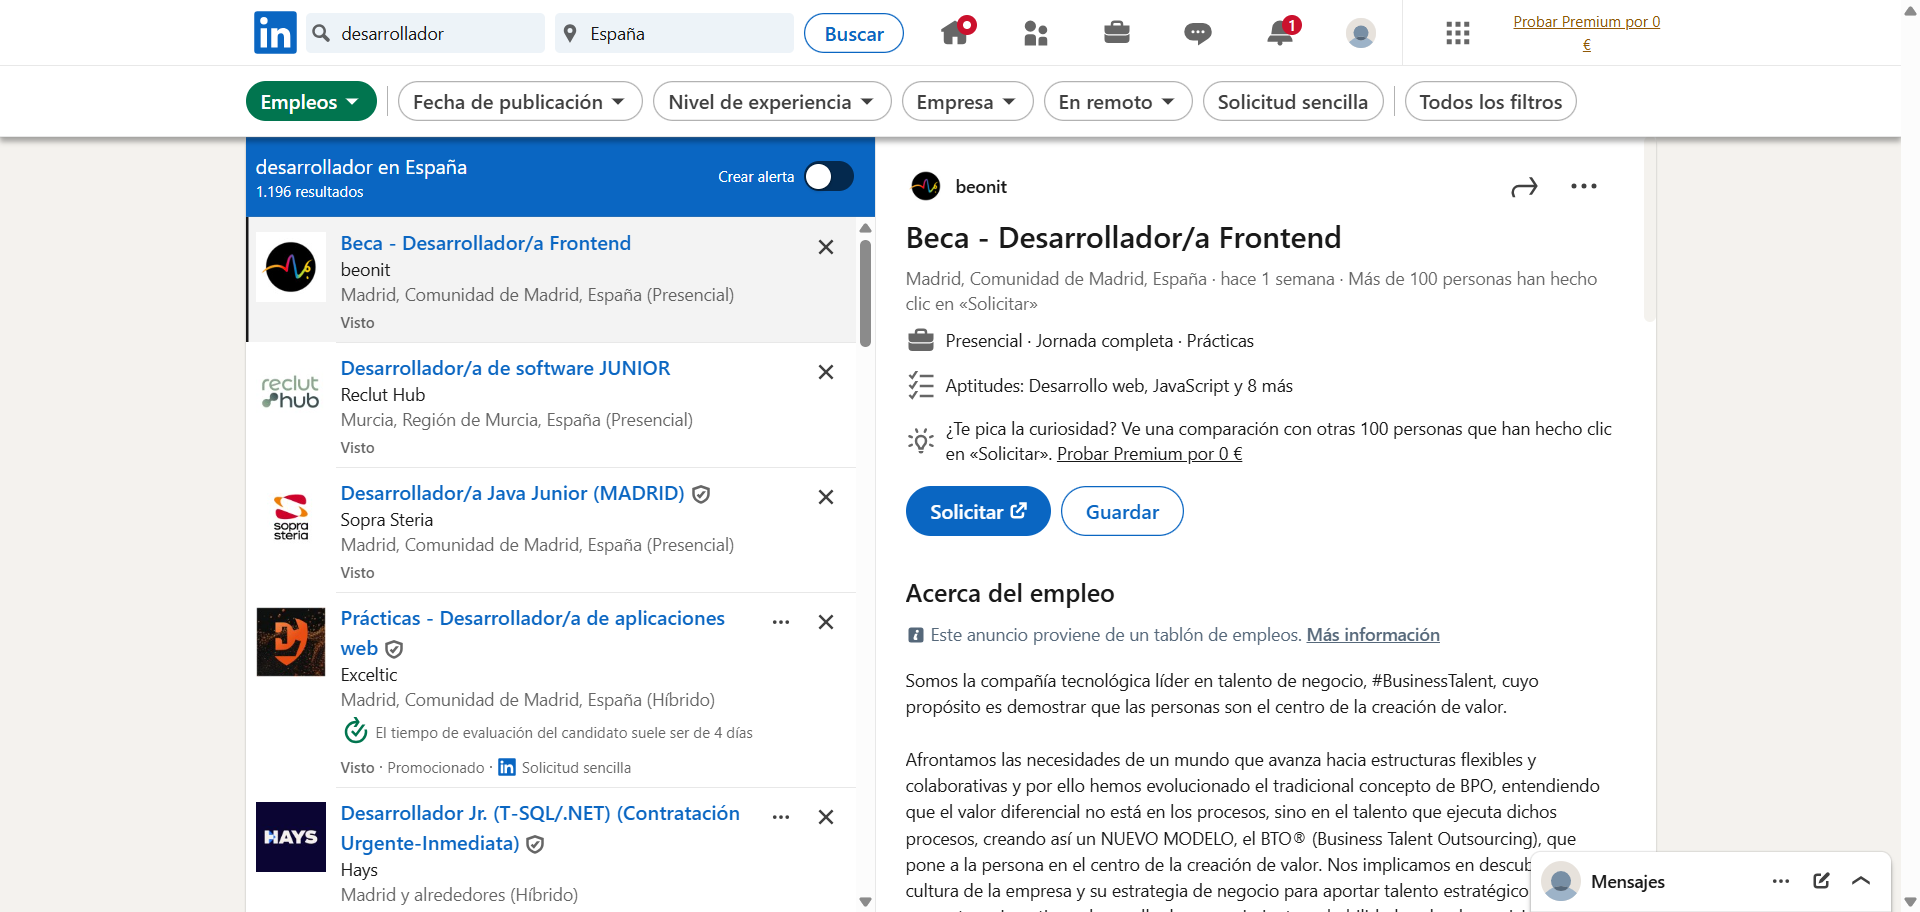 desarrollador
España
Buscar
1
Probar Premium por 0
€
Empleos
Fecha de publicación
Nivel de experiencia
Empresa
En remoto
Solicitud sencilla
Todos los filtros
desarrollador en España
1.196 resultados
Crear alerta
Beca - Desarrollador/a Frontend
beonit
Madrid, Comunidad de Madrid, España (Presencial)
Visto
reclut
hub
Desarrollador/a de software JUNIOR
Reclut Hub
Murcia, Región de Murcia, España (Presencial)
Visto
sopra
steria
Desarrollador/a Java Junior (MADRID)
Sopra Steria
Madrid, Comunidad de Madrid, España (Presencial)
Visto
Prácticas - Desarrollador/a de aplicaciones
web
Exceltic
Madrid, Comunidad de Madrid, España (Híbrido)
El tiempo de evaluación del candidato suele ser de 4 días
Visto · Promocionado · in Solicitud sencilla
HAYS
Desarrollador Jr. (T-SQL/.NET) (Contratación
Urgente-Inmediata)
Hays
Madrid y alrededores (Híbrido)
beonit
Beca - Desarrollador/a Frontend
Madrid, Comunidad de Madrid, España · hace 1 semana · Más de 100 personas han hecho
clic en «Solicitar»
Presencial · Jornada completa · Prácticas
Aptitudes: Desarrollo web, JavaScript y 8 más
¿Te pica la curiosidad? Ve una comparación con otras 100 personas que han hecho clic
en «Solicitar». Probar Premium por 0 €
Solicitar
Guardar
Acerca del empleo
Este anuncio proviene de un tablón de empleos. Más información
Somos la compañía tecnológica líder en talento de negocio, #BusinessTalent, cuyo
propósito es demostrar que las personas son el centro de la creación de valor.
Afrontamos las necesidades de un mundo que avanza hacia estructuras flexibles y
colaborativas y por ello hemos evolucionado el tradicional concepto de BPO, entendiendo
que el valor diferencial no está en los procesos, sino en el talento que ejecuta dichos
procesos, creando así un NUEVO MODELO, el BTO® (Business Talent Outsourcing), que
pone a la persona en el centro de la creación de valor. Nos implicamos en descub
cultura de la empresa y su estrategia de negocio para aportar talento estratégico
Mensajes